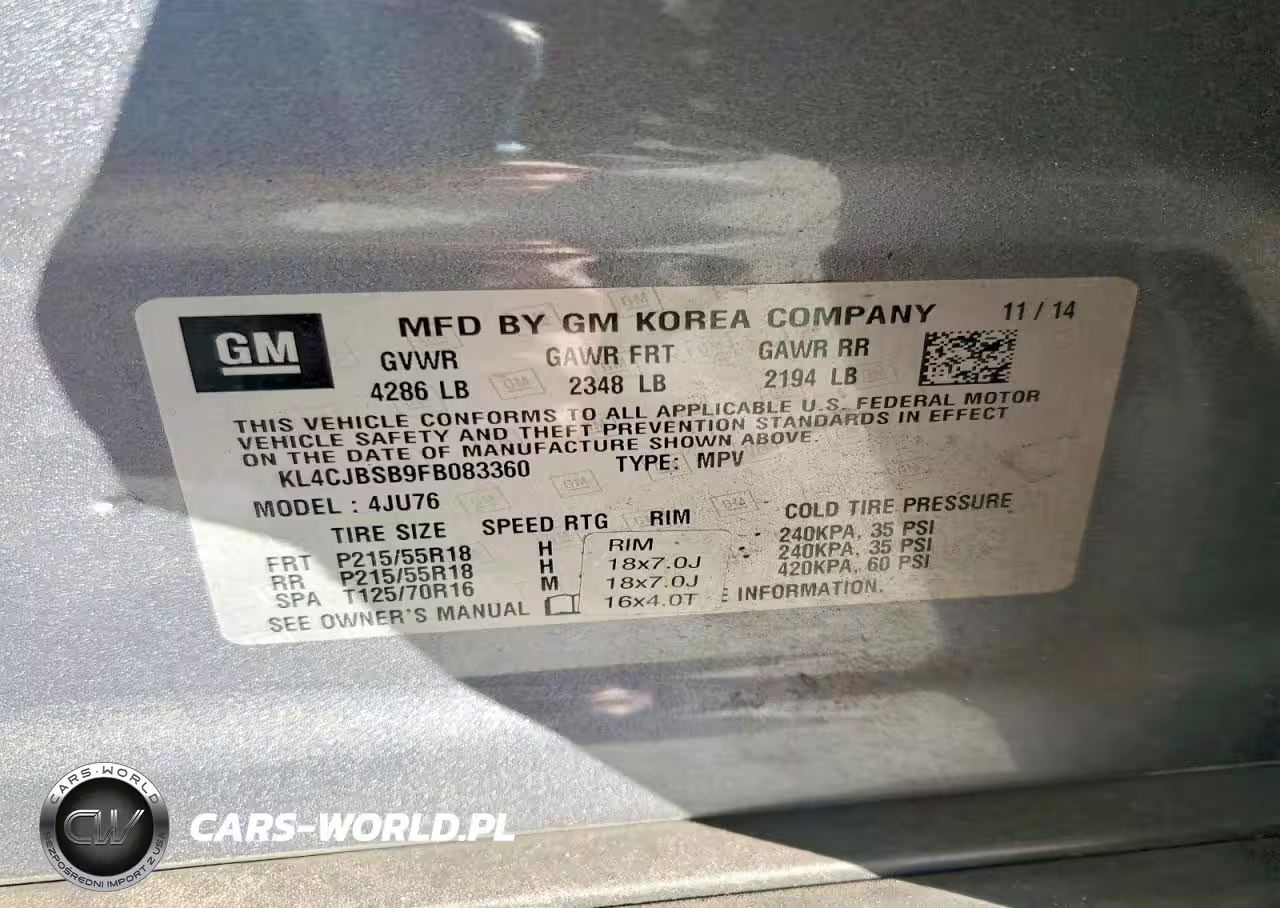 GM
MFD BY GM KOREA COMPANY 11 / 14
GVWR GAWR FRT GAWR RR
4286 LB 2348 LB 2194 LB
THIS VEHICLE CONFORMS TO ALL APPLICABLE U.S. FEDERAL MOTOR
VEHICLE SAFETY AND THEFT PREVENTION STANDARDS IN EFFECT
ON THE DATE OF MANUFACTURE SHOWN ABOVE.
KL4CJBSB9FB083360 TYPE: MPV
MODEL : 4JU76
TIRE SIZE SPEED RTG RIM COLD TIRE PRESSURE
RIM
FRT P215/55R18 H 18x7.0J 240KPA, 35 PSI
RR P215/55R18 H 18x7.0J 240KPA, 35 PSI
SPA T125/70R16 M 16x4.0T 420KPA, 60 PSI
SEE OWNER'S MANUAL E INFORMATION.
CARS-WORLD
CW
BEZPOŚREDNI IMPORT Z USA
CARS-WORLD.PL